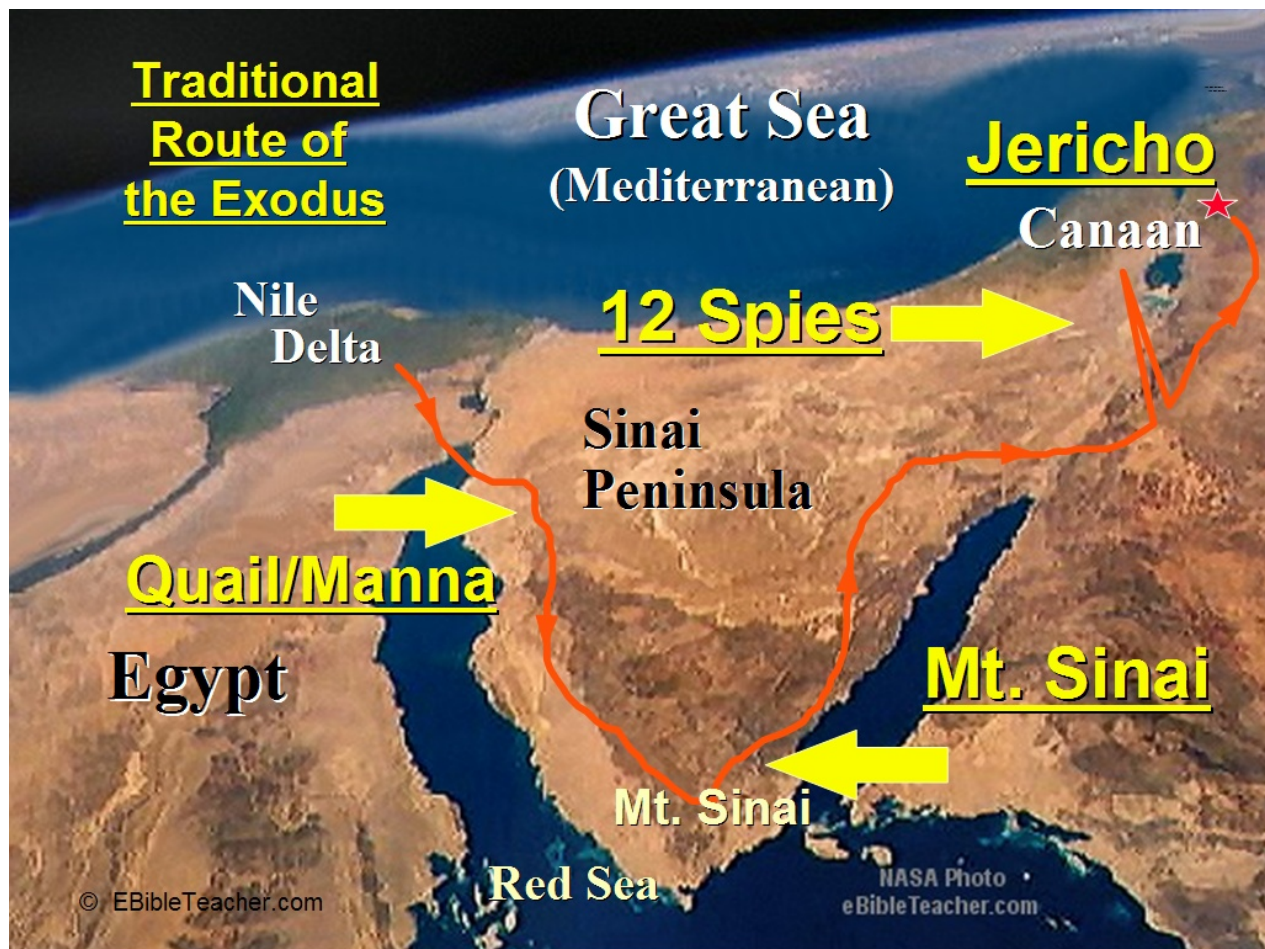 Traditional
Route of
the Exodus
Great Sea
(Mediterranean)
Jericho
Canaan
Nile
Delta
12 Spies
Sinai
Peninsula
Quail/Manna
Egypt
Mt. Sinai
Mt. Sinai
Red Sea
NASA Photo
eBibleTeacher.com
© EBibleTeacher.com